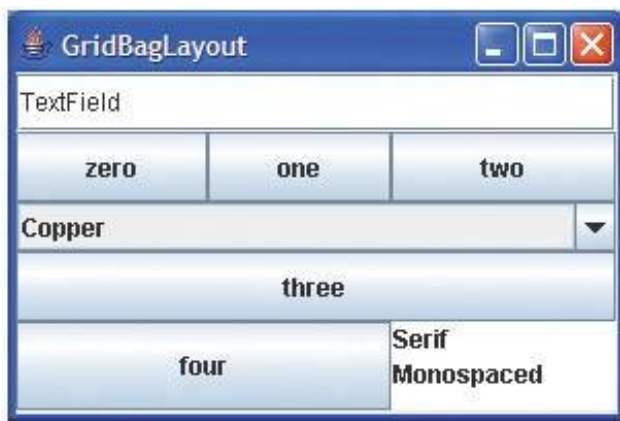 GridBagLayout
TextField
zero one two
Copper
three
four
Serif
Monospaced